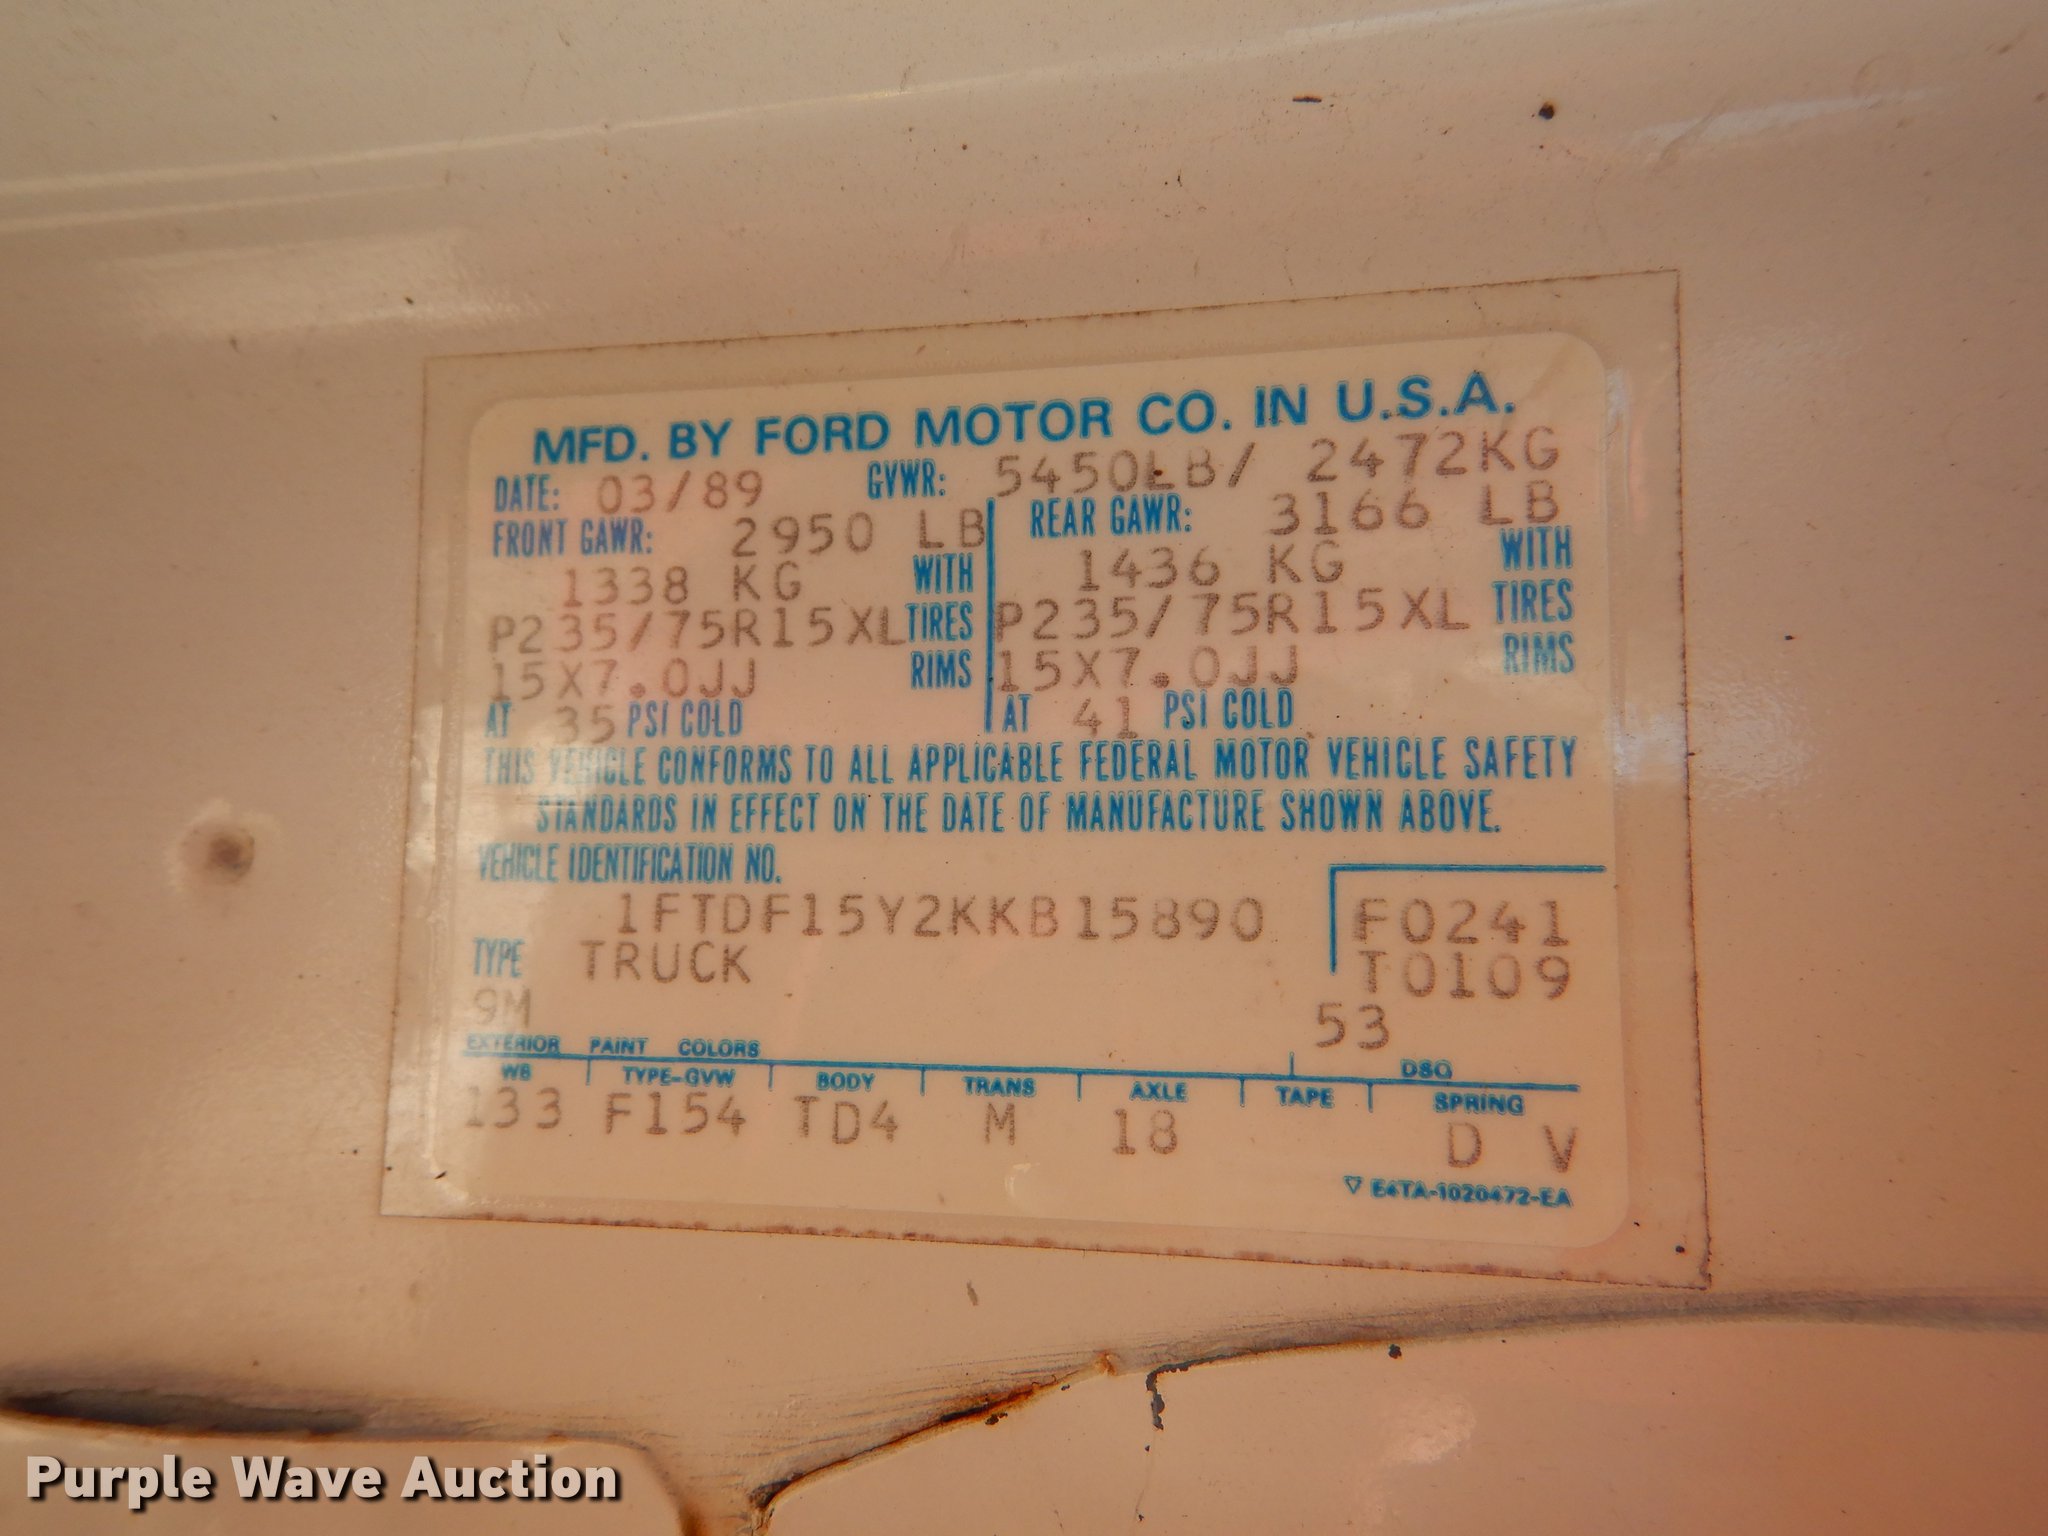 MFD. BY FORD MOTOR CO. IN U.S.A.
DATE: 03/89 GVWR: 5450LB/ 2472KG
FRONT GAWR: 2950 LB REAR GAWR: 3166 LB
1338 KG WITH 1436 KG WITH
P235/75R15XL TIRES P235/75R15XL TIRES
15X7.0JJ RIMS 15X7.0JJ RIMS
AT 35 PSI COLD AT 41 PSI COLD
THIS VEHICLE CONFORMS TO ALL APPLICABLE FEDERAL MOTOR VEHICLE SAFETY
STANDARDS IN EFFECT ON THE DATE OF MANUFACTURE SHOWN ABOVE.
VEHICLE IDENTIFICATION NO.
1FTDF15Y2KKB15890 F0241
TYPE TRUCK T0109
9M 53
EXTERIOR PAINT COLORS DSO
WB TYPE-GVW BODY TRANS AXLE TAPE SPRING
133 F154 TD4 M 18 D V
▽ E4TA-1020472-EA
Purple Wave Auction